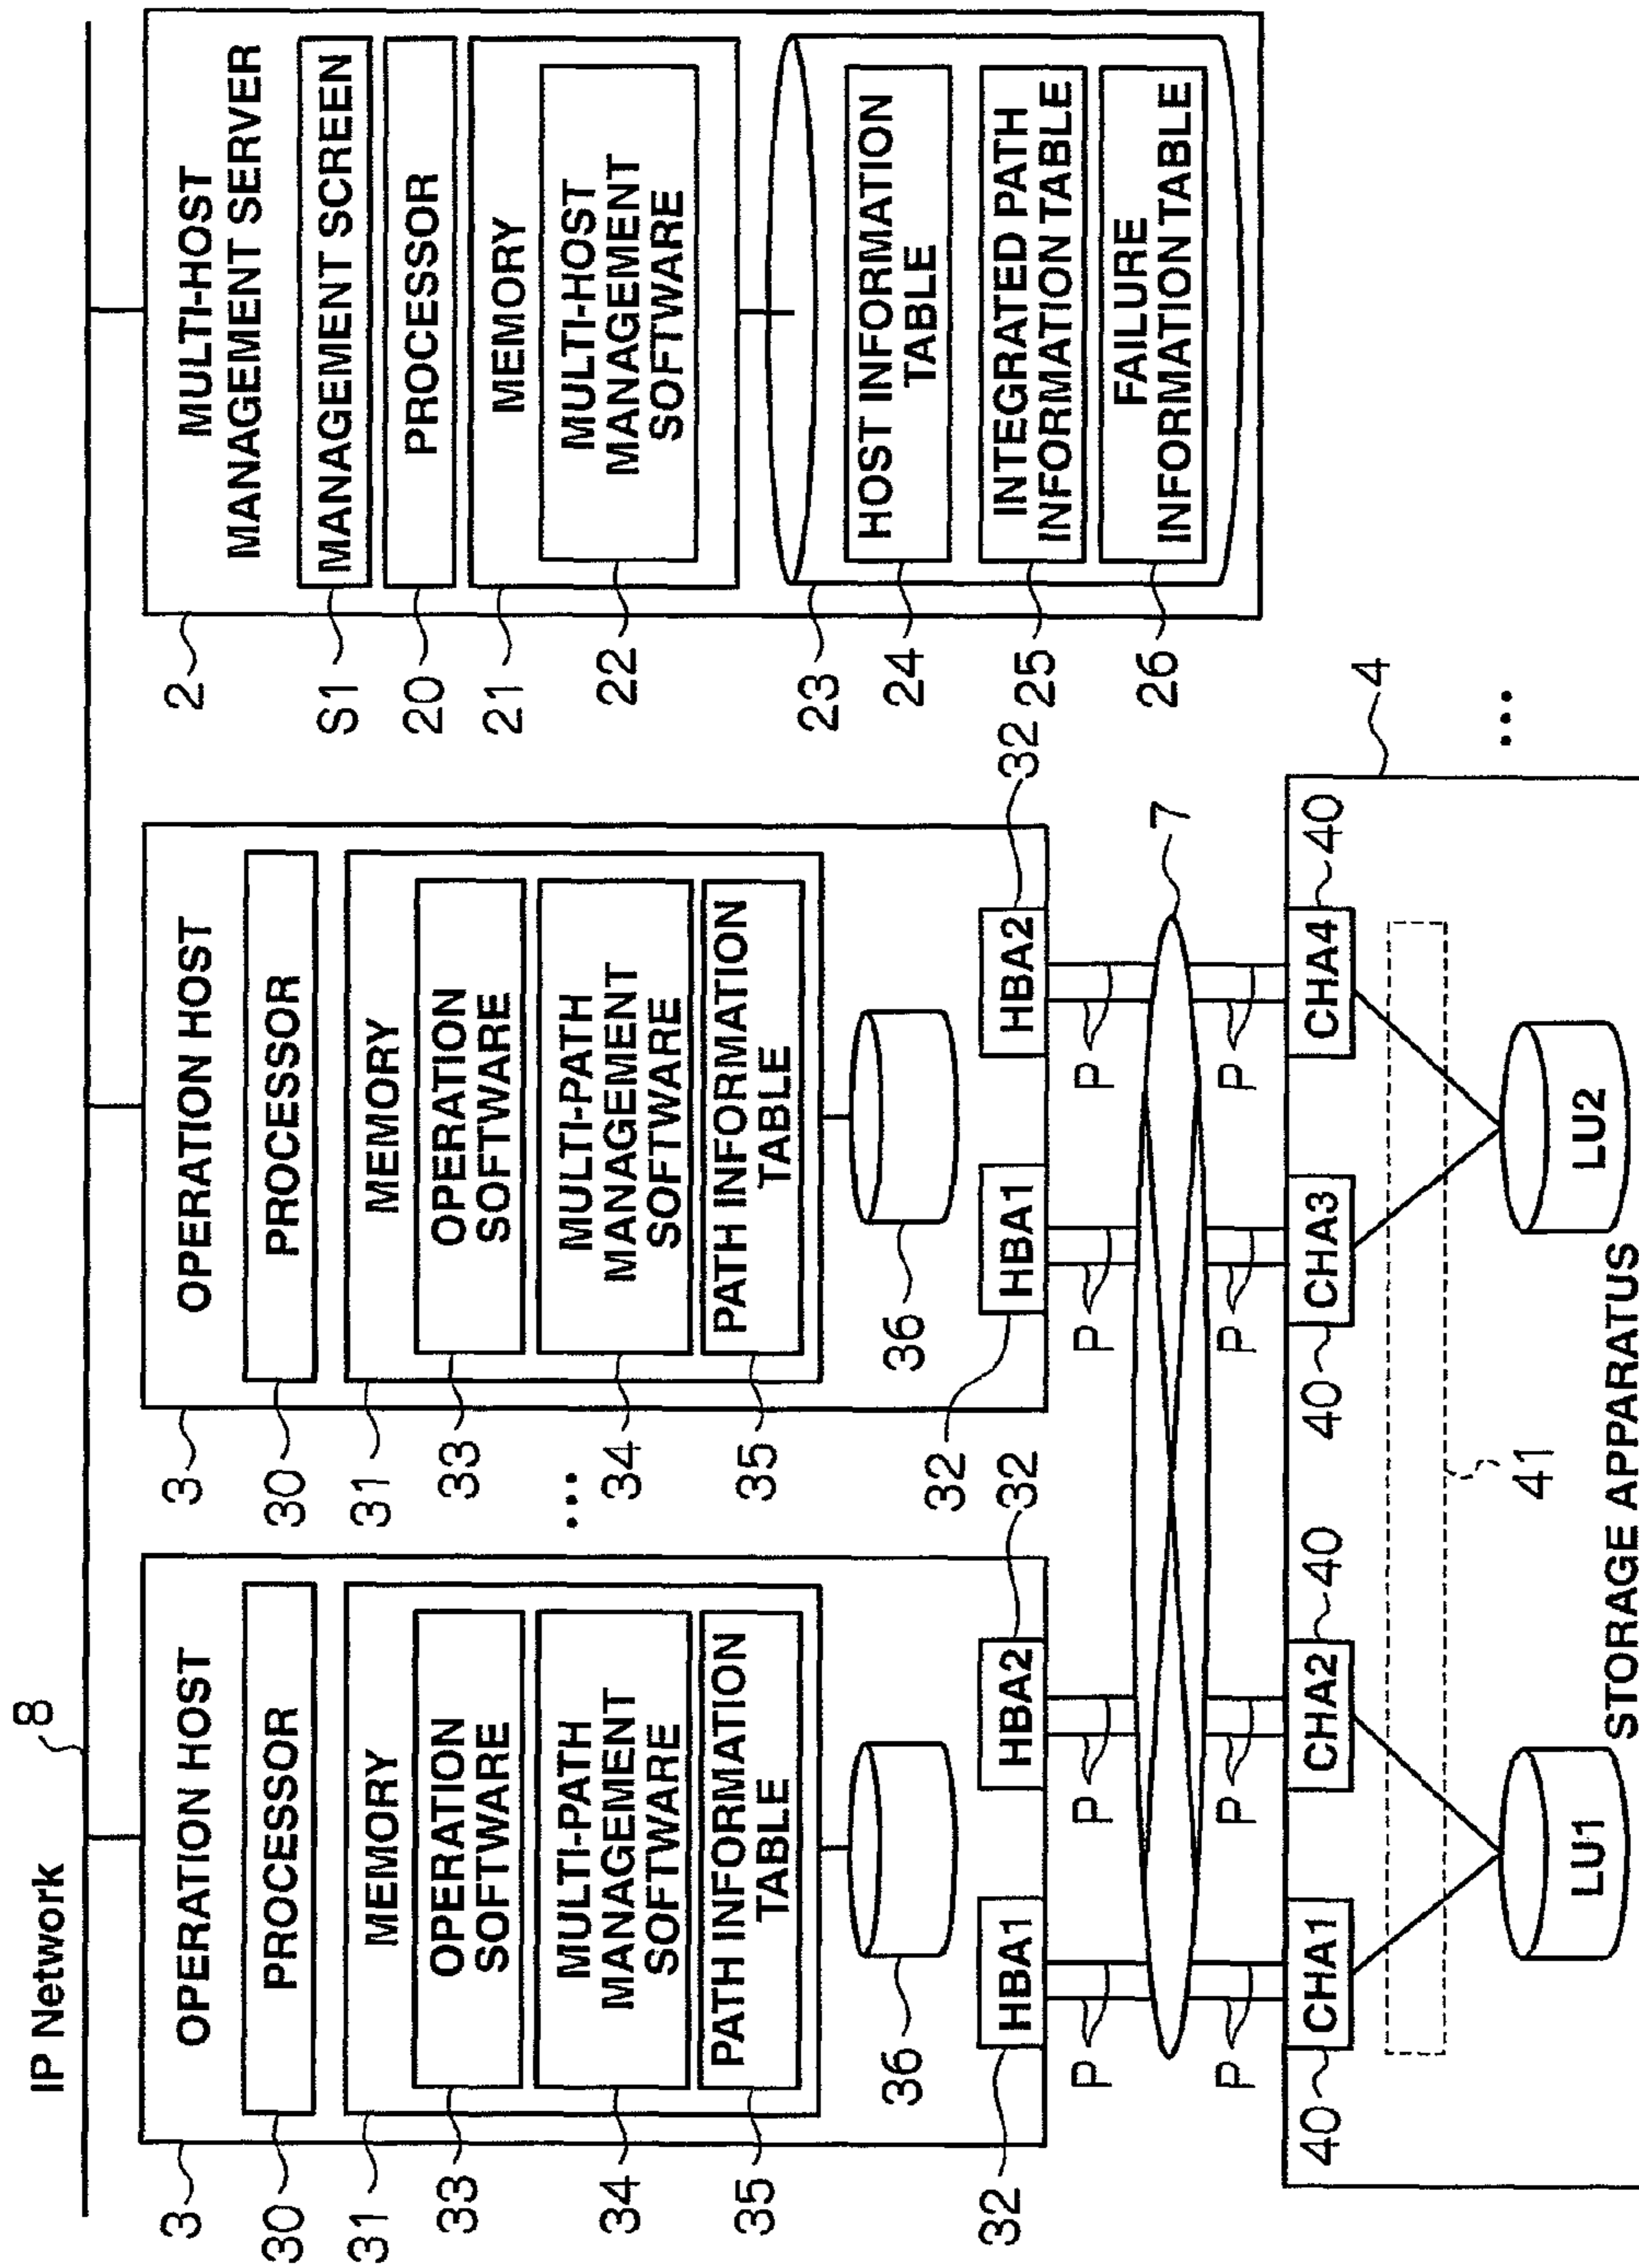 IP Network
8
3
OPERATION HOST
30
PROCESSOR
31
MEMORY
33
OPERATION
SOFTWARE
34
MULTI-PATH
MANAGEMENT
SOFTWARE
35
PATH INFORMATION
TABLE
36
32
HBA1
HBA2
32
...
3
OPERATION HOST
30
PROCESSOR
31
MEMORY
33
OPERATION
SOFTWARE
34
MULTI-PATH
MANAGEMENT
SOFTWARE
35
PATH INFORMATION
TABLE
36
32
HBA1
HBA2
32
2
MULTI-HOST
MANAGEMENT SERVER
S1
MANAGEMENT SCREEN
20
PROCESSOR
21
MEMORY
22
MULTI-HOST
MANAGEMENT
SOFTWARE
23
24
HOST INFORMATION
TABLE
25
INTEGRATED PATH
INFORMATION TABLE
26
FAILURE
INFORMATION TABLE
P
P
P
P
7
P
P
P
P
4
40
CHA1
CHA2
40
40
CHA3
CHA4
40
41
LU1
LU2
STORAGE APPARATUS
...